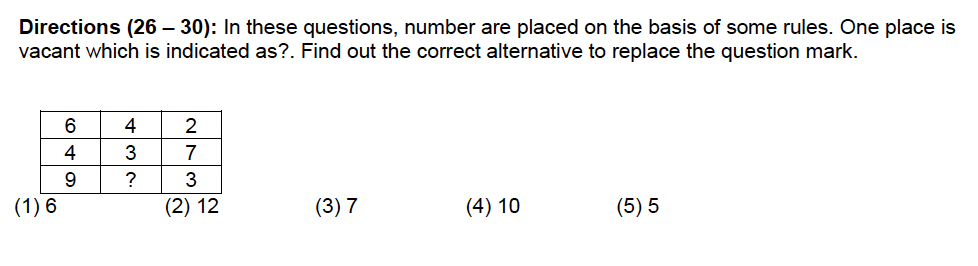 Directions (26 – 30): In these questions, number are placed on the basis of some rules. One place is
vacant which is indicated as?. Find out the correct alternative to replace the question mark.
6 4 2
4 3 7
9 ? 3
(1) 6 (2) 12 (3) 7 (4) 10 (5) 5